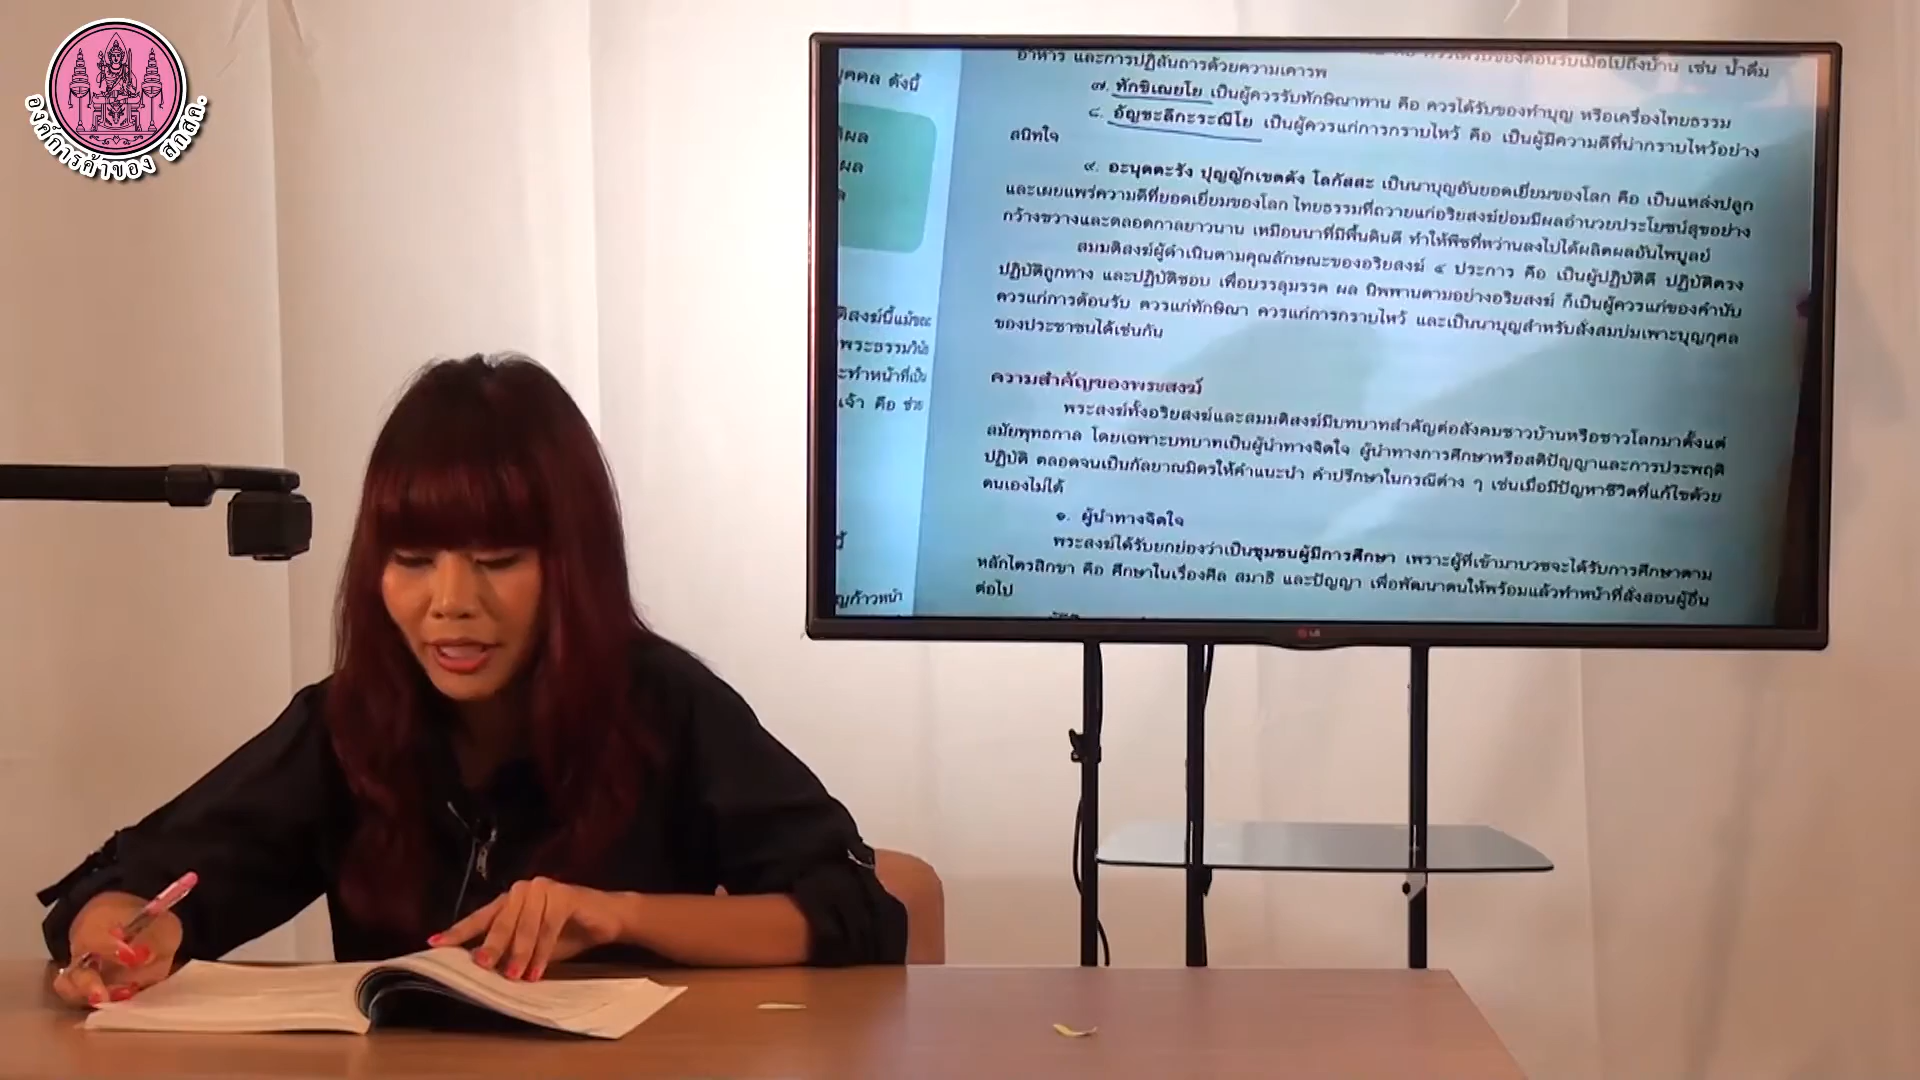 องค์การค้าของ สกสค.
อาหาร และการปฏิสันถารด้วยความเคารพ
๗. ทักขิเณยโย เป็นผู้ควรรับทักษิณาทาน คือ ควรได้รับของทำบุญ หรือเครื่องไทยธรรม
๘. อัญชะลีกะระณีโย เป็นผู้ควรแก่การกราบไหว้ คือ เป็นผู้มีความดีที่น่ากราบไหว้อย่าง
สนิทใจ
๙. อะนุตตะรัง ปุญญักเขตตัง โลกัสสะ เป็นนาบุญอันยอดเยี่ยมของโลก คือ เป็นแหล่งปลูก
และเผยแพร่ความดีที่ยอดเยี่ยมของโลก ไทยธรรมที่ถวายแก่อริยสงฆ์ย่อมมีผลอำนวยประโยชน์สุขอย่าง
กว้างขวางและตลอดกาลยาวนาน เหมือนนาที่มีพื้นดินดี ทำให้พืชที่หว่านลงไปได้ผลิตผลอันไพบูลย์
สมมติสงฆ์ผู้ดำเนินตามคุณลักษณะของอริยสงฆ์ ๔ ประการ คือ เป็นผู้ปฏิบัติดี ปฏิบัติตรง
ปฏิบัติถูกทาง และปฏิบัติชอบ เพื่อบรรลุมรรค ผล นิพพานตามอย่างอริยสงฆ์ ก็เป็นผู้ควรแก่ของคำนับ
ควรแก่การต้อนรับ ควรแก่ทักษิณา ควรแก่การกราบไหว้ และเป็นนาบุญสำหรับสั่งสมบ่มเพาะบุญกุศล
ของประชาชนได้เช่นกัน
ความสำคัญของพระสงฆ์
พระสงฆ์ทั้งอริยสงฆ์และสมมติสงฆ์มีบทบาทสำคัญต่อสังคมชาวบ้านหรือชาวโลกมาตั้งแต่
สมัยพุทธกาล โดยเฉพาะบทบาทเป็นผู้นำทางจิตใจ ผู้นำทางการศึกษาหรือสติปัญญาและการประพฤติ
ปฏิบัติ ตลอดจนเป็นกัลยาณมิตรให้คำแนะนำ คำปรึกษาในกรณีต่าง ๆ เช่นเมื่อมีปัญหาชีวิตที่แก้ไขด้วย
ตนเองไม่ได้
๑. ผู้นำทางจิตใจ
พระสงฆ์ได้รับยกย่องว่าเป็นชุมชนผู้มีการศึกษา เพราะผู้ที่เข้ามาบวชจะได้รับการศึกษาตาม
หลักไตรสิกขา คือ ศึกษาในเรื่องศีล สมาธิ และปัญญา เพื่อพัฒนาตนให้พร้อมแล้วทำหน้าที่สั่งสอนผู้อื่น
ต่อไป
ดังนี้
ผล
พระธรรมวินัย
ะทำหน้าที่เป็น
เจ้า คือ ช่วย
LG